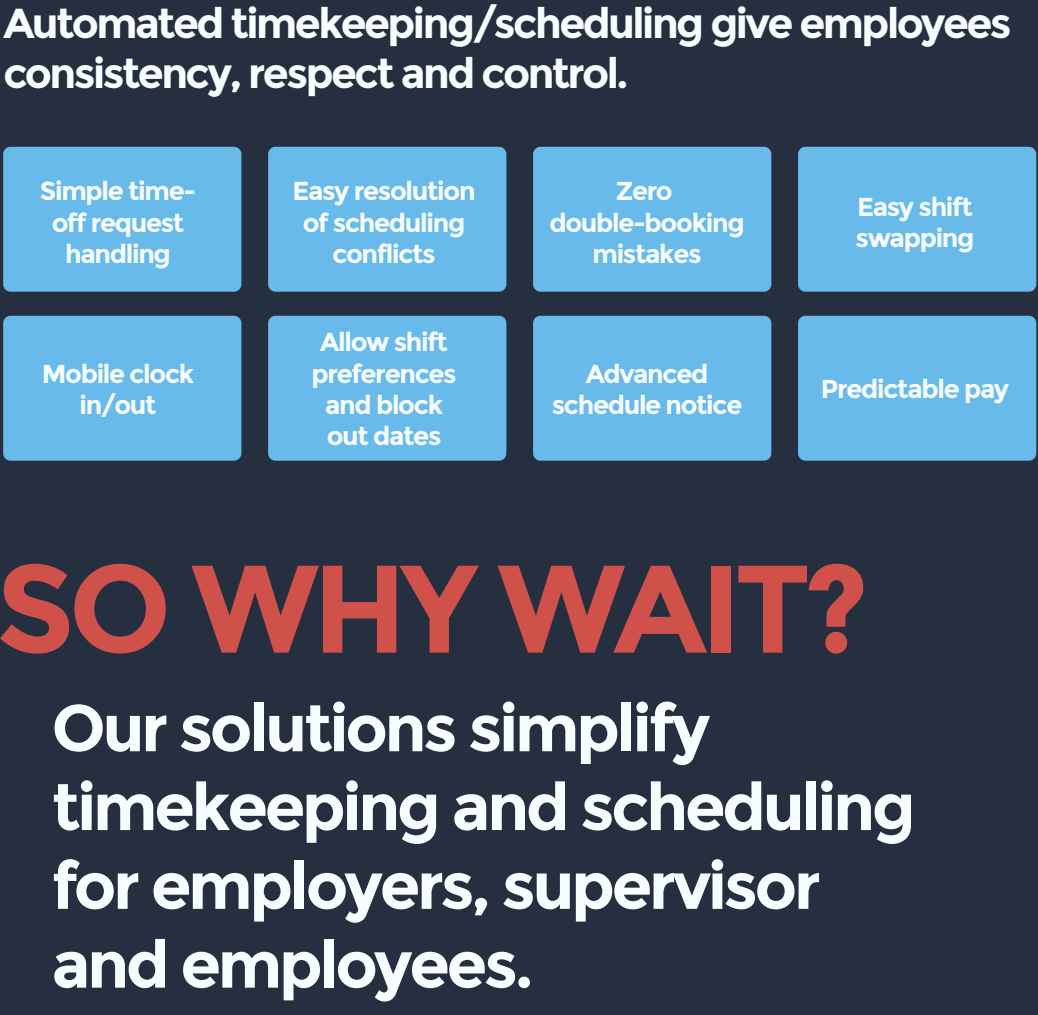 Automated timekeeping/scheduling give employees
consistency, respect and control.
Simple time-
off request
handling
Easy resolution
of scheduling
conflicts
Zero
double-booking
mistakes
Easy shift
swapping
Mobile clock
in/out
Allow shift
preferences
and block
out dates
Advanced
schedule notice
Predictable pay
SO WHY WAIT?
Our solutions simplify
timekeeping and scheduling
for employers, supervisor
and employees.